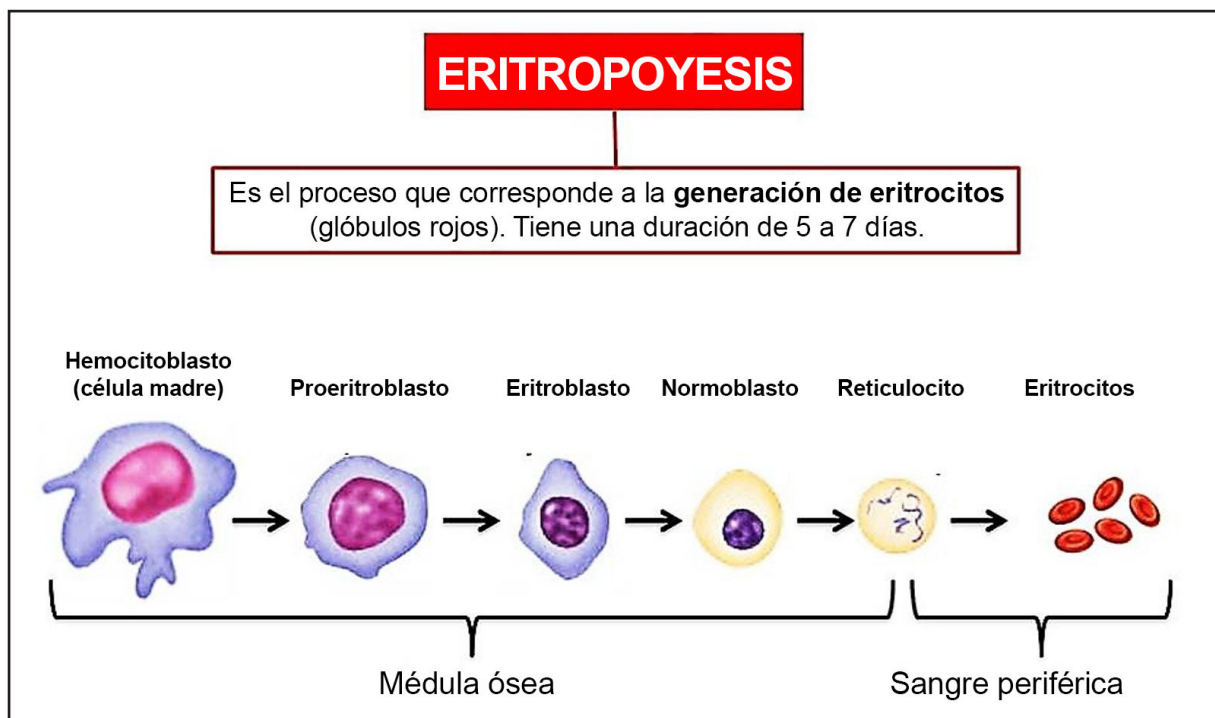 ERITROPOYESIS
Es el proceso que corresponde a la generación de eritrocitos
(glóbulos rojos). Tiene una duración de 5 a 7 días.
Hemocitoblasto
(célula madre)
Proeritroblasto
Eritroblasto
Normoblasto
Reticulocito
Eritrocitos
Médula ósea
Sangre periférica